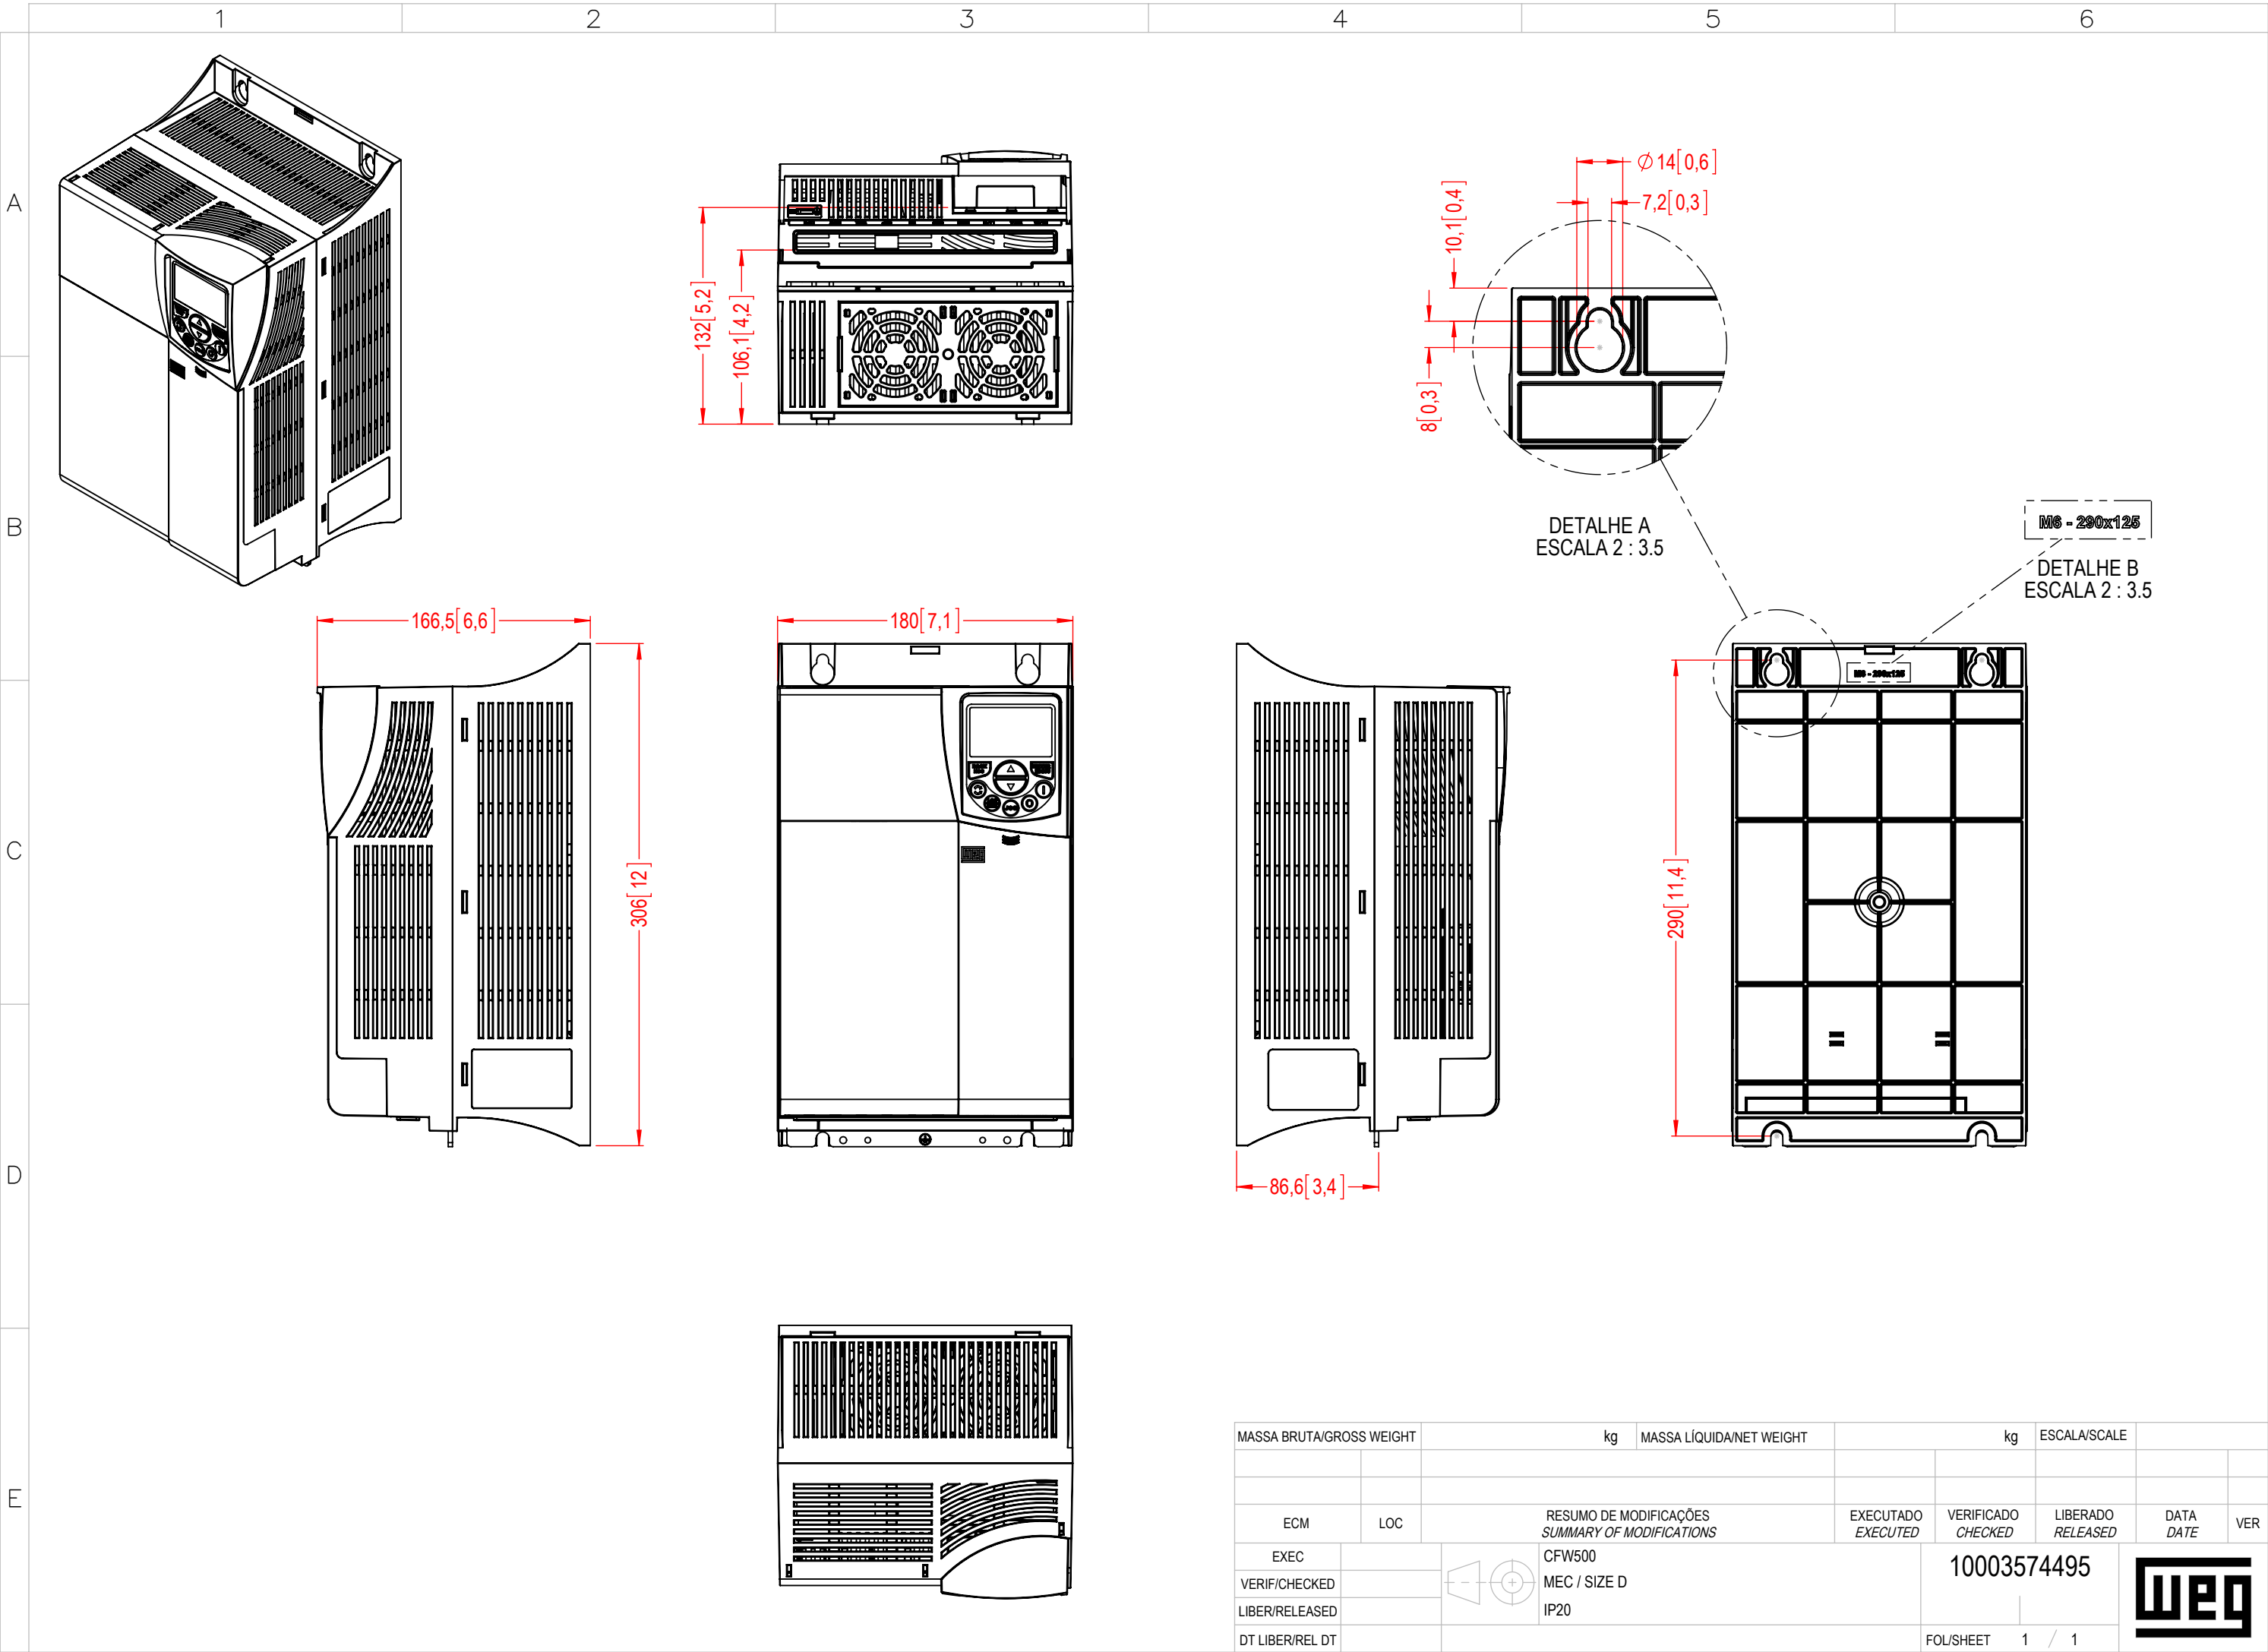 1 2 3 4 5 6
A
B
C
D
E
132[5,2]
106,1[4,2]
Ø14[0,6]
7,2[0,3]
10,1[0,4]
8[0,3]
DETALHE A
ESCALA 2 : 3.5
M6 - 290x125
DETALHE B
ESCALA 2 : 3.5
166,5[6,6]
306[12]
180[7,1]
86,6[3,4]
290[11,4]
M6 - 290x125
MASSA BRUTA/GROSS WEIGHT kg MASSA LÍQUIDA/NET WEIGHT kg ESCALA/SCALE
ECM LOC RESUMO DE MODIFICAÇÕES EXECUTADO VERIFICADO LIBERADO DATA VER
SUMMARY OF MODIFICATIONS EXECUTED CHECKED RELEASED DATE
EXEC CFW500 10003574495
VERIF/CHECKED MEC / SIZE D
LIBER/RELEASED IP20
DT LIBER/REL DT FOL/SHEET 1 / 1
weg